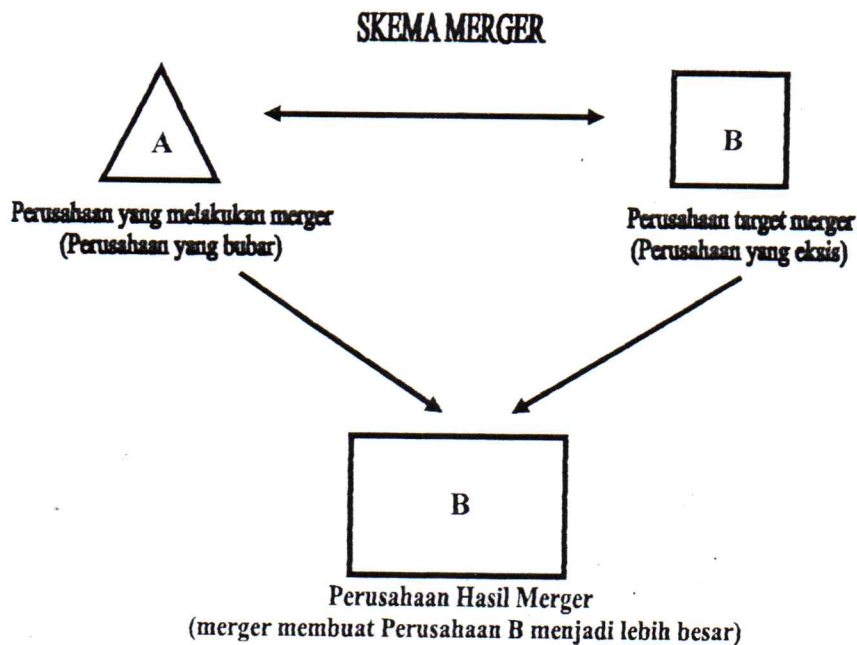 SKEMA MERGER
A
B
Perusahaan yang melakukan merger
(Perusahaan yang bubar)
Perusahaan target merger
(Perusahaan yang eksis)
B
Perusahaan Hasil Merger
(merger membuat Perusahaan B menjadi lebih besar)